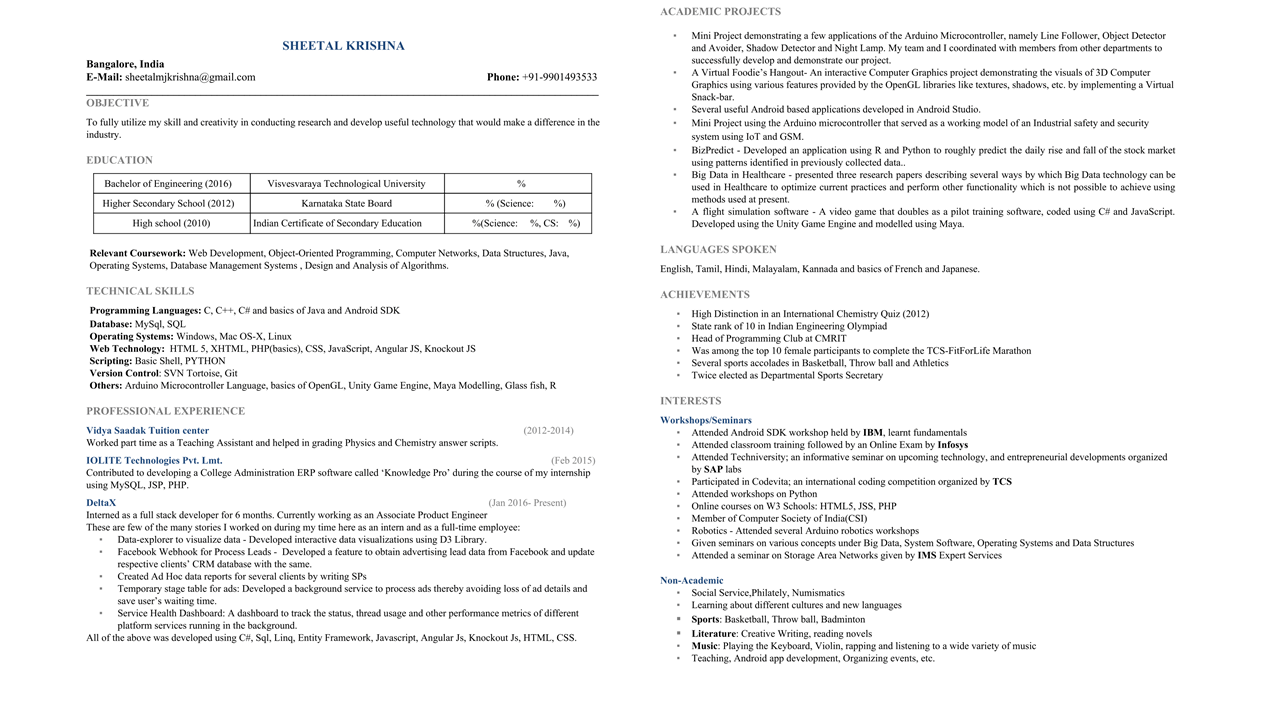 SHEETAL KRISHNA
Bangalore, India
E-Mail: sheetalmjkrishna@gmail.com Phone: +91-9901493533
OBJECTIVE
To fully utilize my skill and creativity in conducting research and develop useful technology that would make a difference in the
industry.
EDUCATION
Bachelor of Engineering (2016) Visvesvaraya Technological University %
Higher Secondary School (2012) Karnataka State Board % (Science: %)
High school (2010) Indian Certificate of Secondary Education %(Science: %, CS: %)
Relevant Coursework: Web Development, Object-Oriented Programming, Computer Networks, Data Structures, Java,
Operating Systems, Database Management Systems , Design and Analysis of Algorithms.
TECHNICAL SKILLS
Programming Languages: C, C++, C# and basics of Java and Android SDK
Database: MySql, SQL
Operating Systems: Windows, Mac OS-X, Linux
Web Technology: HTML 5, XHTML, PHP(basics), CSS, JavaScript, Angular JS, Knockout JS
Scripting: Basic Shell, PYTHON
Version Control: SVN Tortoise, Git
Others: Arduino Microcontroller Language, basics of OpenGL, Unity Game Engine, Maya Modelling, Glass fish, R
PROFESSIONAL EXPERIENCE
Vidya Saadak Tuition center (2012-2014)
Worked part time as a Teaching Assistant and helped in grading Physics and Chemistry answer scripts.
IOLITE Technologies Pvt. Lmt. (Feb 2015)
Contributed to developing a College Administration ERP software called ‘Knowledge Pro’ during the course of my internship
using MySQL, JSP, PHP.
DeltaX (Jan 2016- Present)
Interned as a full stack developer for 6 months. Currently working as an Associate Product Engineer
These are few of the many stories I worked on during my time here as an intern and as a full-time employee:
• Data-explorer to visualize data - Developed interactive data visualizations using D3 Library.
• Facebook Webhook for Process Leads - Developed a feature to obtain advertising lead data from Facebook and update
respective clients’ CRM database with the same.
• Created Ad Hoc data reports for several clients by writing SPs
• Temporary stage table for ads: Developed a background service to process ads thereby avoiding loss of ad details and
save user’s waiting time.
• Service Health Dashboard: A dashboard to track the status, thread usage and other performance metrics of different
platform services running in the background.
All of the above was developed using C#, Sql, Linq, Entity Framework, Javascript, Angular Js, Knockout Js, HTML, CSS.
ACADEMIC PROJECTS
• Mini Project demonstrating a few applications of the Arduino Microcontroller, namely Line Follower, Object Detector
and Avoider, Shadow Detector and Night Lamp. My team and I coordinated with members from other departments to
successfully develop and demonstrate our project.
• A Virtual Foodie’s Hangout- An interactive Computer Graphics project demonstrating the visuals of 3D Computer
Graphics using various features provided by the OpenGL libraries like textures, shadows, etc. by implementing a Virtual
Snack-bar.
• Several useful Android based applications developed in Android Studio.
• Mini Project using the Arduino microcontroller that served as a working model of an Industrial safety and security
system using IoT and GSM.
• BizPredict - Developed an application using R and Python to roughly predict the daily rise and fall of the stock market
using patterns identified in previously collected data..
• Big Data in Healthcare - presented three research papers describing several ways by which Big Data technology can be
used in Healthcare to optimize current practices and perform other functionality which is not possible to achieve using
methods used at present.
• A flight simulation software - A video game that doubles as a pilot training software, coded using C# and JavaScript.
Developed using the Unity Game Engine and modelled using Maya.
LANGUAGES SPOKEN
English, Tamil, Hindi, Malayalam, Kannada and basics of French and Japanese.
ACHIEVEMENTS
• High Distinction in an International Chemistry Quiz (2012)
• State rank of 10 in Indian Engineering Olympiad
• Head of Programming Club at CMRIT
• Was among the top 10 female participants to complete the TCS-FitForLife Marathon
• Several sports accolades in Basketball, Throw ball and Athletics
• Twice elected as Departmental Sports Secretary
INTERESTS
Workshops/Seminars
• Attended Android SDK workshop held by IBM, learnt fundamentals
• Attended classroom training followed by an Online Exam by Infosys
• Attended Techniversity; an informative seminar on upcoming technology, and entrepreneurial developments organized
by SAP labs
• Participated in Codevita; an international coding competition organized by TCS
• Attended workshops on Python
• Online courses on W3 Schools: HTML5, JSS, PHP
• Member of Computer Society of India(CSI)
• Robotics - Attended several Arduino robotics workshops
• Given seminars on various concepts under Big Data, System Software, Operating Systems and Data Structures
• Attended a seminar on Storage Area Networks given by IMS Expert Services
Non-Academic
• Social Service,Philately, Numismatics
• Learning about different cultures and new languages
▪ Sports: Basketball, Throw ball, Badminton
▪ Literature: Creative Writing, reading novels
• Music: Playing the Keyboard, Violin, rapping and listening to a wide variety of music
• Teaching, Android app development, Organizing events, etc.